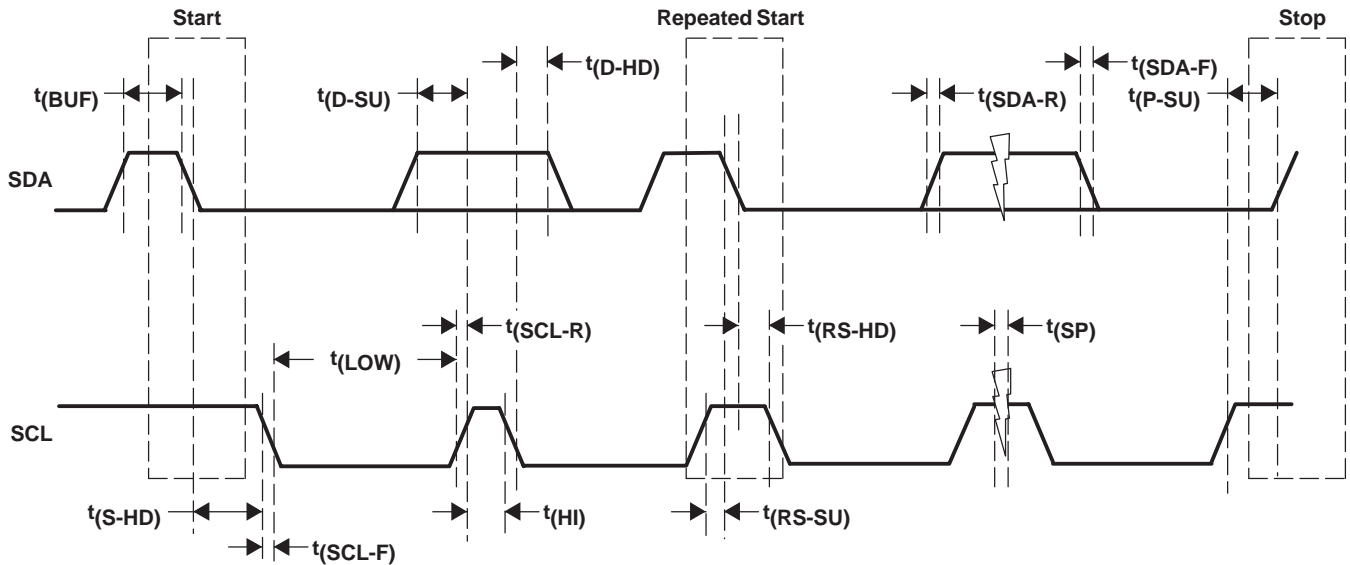 Start
Repeated Start
Stop
t(D-HD)
t(SDA-F)
t(BUF)
t(D-SU)
t(SDA-R)
t(P-SU)
SDA
t(SCL-R)
t(RS-HD)
t(SP)
t(LOW)
SCL
t(S-HD)
t(HI)
t(RS-SU)
t(SCL-F)